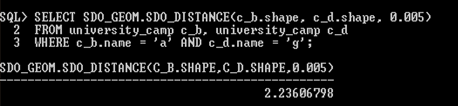 SQL> SELECT SDO_GEOM.SDO_DISTANCE(c_b.shape, c_d.shape, 0.005)
2 FROM university_camp c_b, university_camp c_d
3 WHERE c_b.name = 'a' AND c_d.name = 'g';
SDO_GEOM.SDO_DISTANCE(C_B.SHAPE,C_D.SHAPE,0.005)
------------------------------------------------
2.23606798